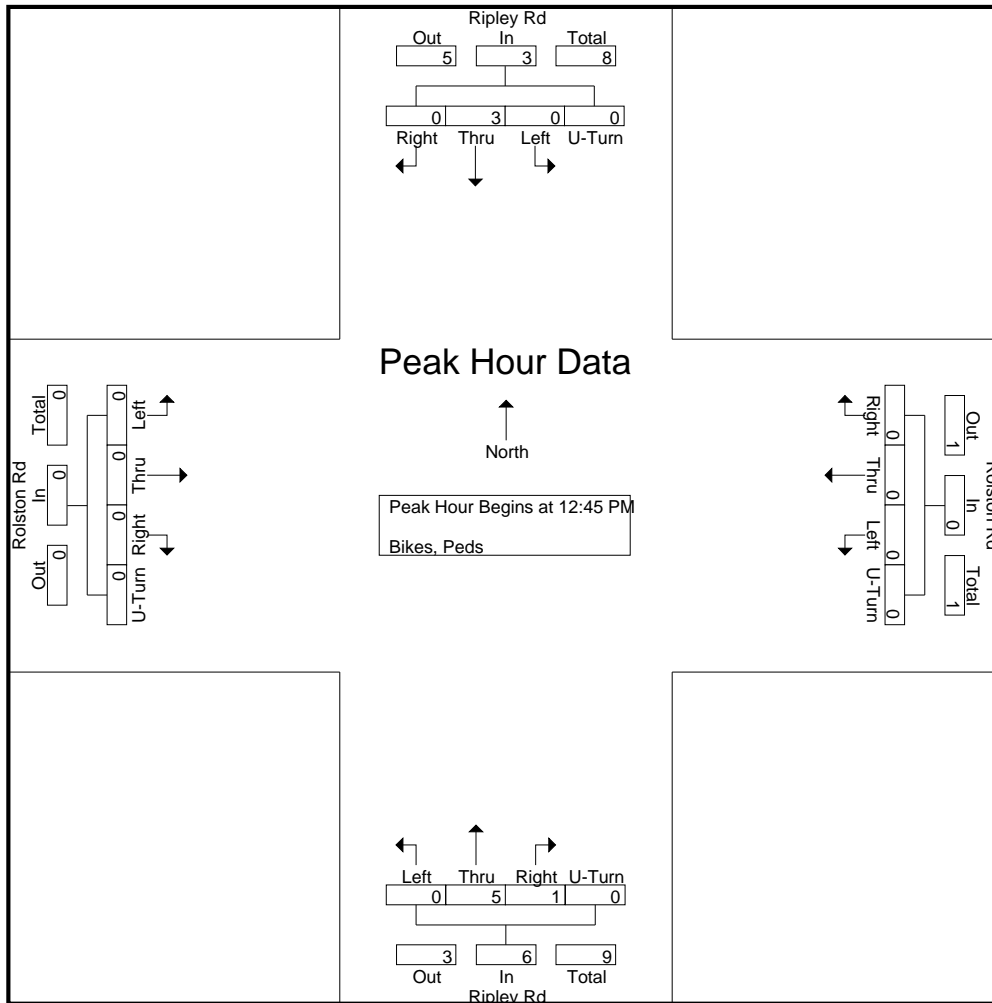 Ripley Rd
Out In Total
5 3 8
0 3 0 0
Right Thru Left U-Turn
Peak Hour Data
North
Peak Hour Begins at 12:45 PM
Bikes, Peds
Rolston Rd
Total In Out
0 0 0
0 0 0 0
Left Thru Right U-Turn
Right Thru Left U-Turn
0 0 0 0
1 0 1
Out In Total
Rolston Rd
Left Thru Right U-Turn
0 5 1 0
3 6 9
Out In Total
Ripley Rd